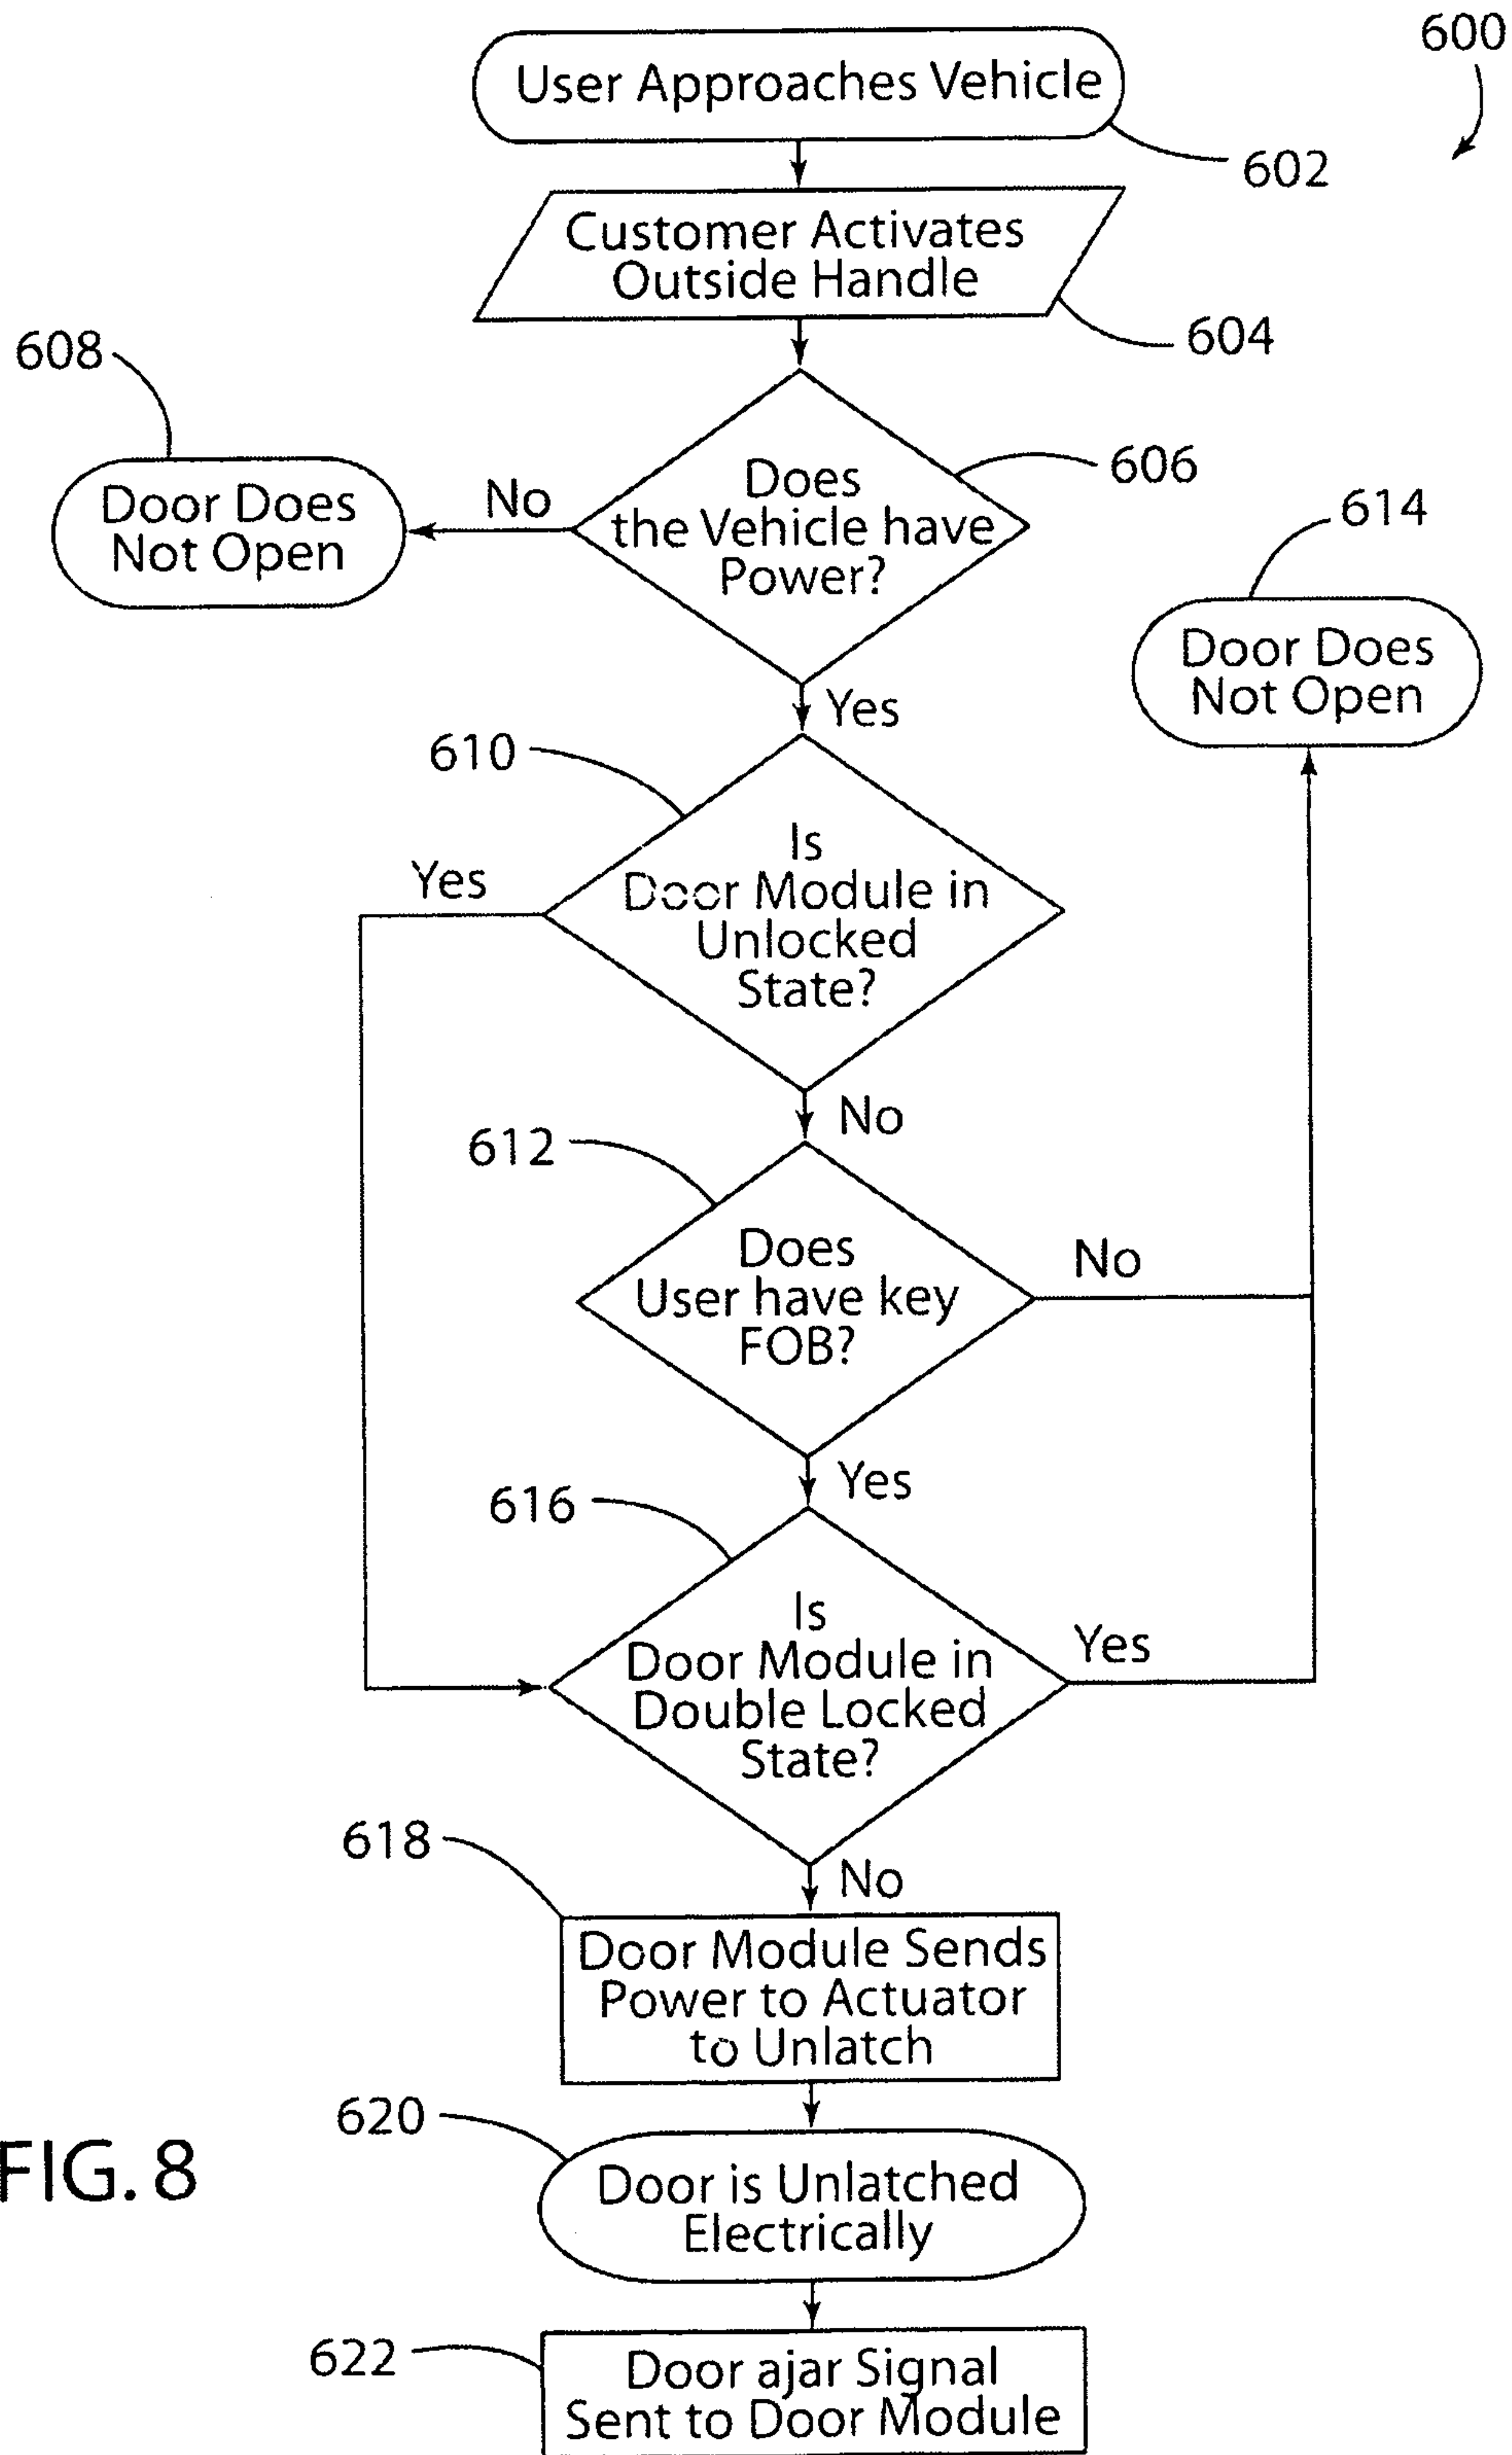 600
User Approaches Vehicle
602
Customer Activates
Outside Handle
604
608
Does
the Vehicle have
Power?
606
No
Door Does
Not Open
614
Door Does
Not Open
Yes
610
Is
Door Module in
Unlocked
State?
Yes
No
612
Does
User have key
FOB?
No
Yes
616
Is
Door Module in
Double Locked
State?
Yes
No
618
Door Module Sends
Power to Actuator
to Unlatch
620
Door is Unlatched
Electrically
FIG. 8
622
Door ajar Signal
Sent to Door Module